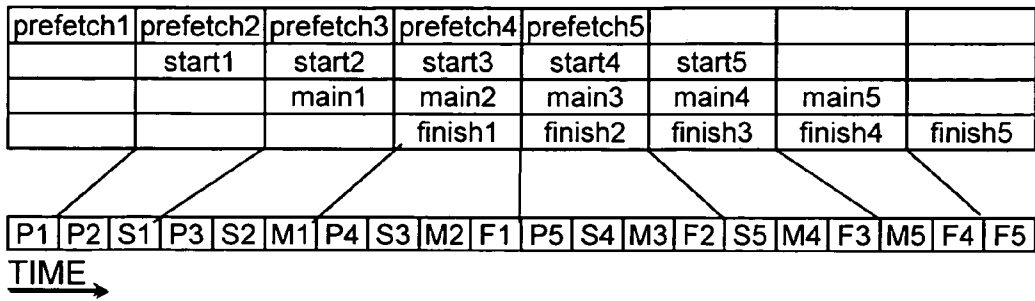 prefetch1 prefetch2 prefetch3 prefetch4 prefetch5
start1 start2 start3 start4 start5
main1 main2 main3 main4 main5
finish1 finish2 finish3 finish4 finish5
P1 P2 S1 P3 S2 M1 P4 S3 M2 F1 P5 S4 M3 F2 S5 M4 F3 M5 F4 F5
TIME